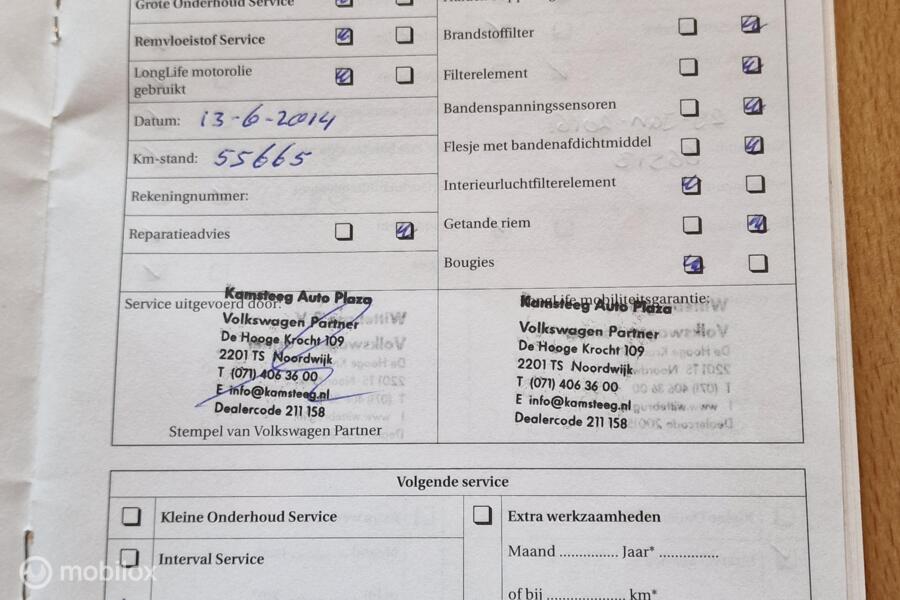 Grote Onderhoud Service
Remvloeistof Service
LongLife motorolie
gebruikt
Datum: 13-6-2014
Km-stand: 55665
Rekeningnummer:
Reparatieadvies
Brandstoffilter
Filterelement
Bandenspanningssensoren
Flesje met bandenafdichtmiddel
Interieurluchtfilterelement
Getande riem
Bougies
Service uitgevoerd door:
Kamsteeg Auto Plaza
Volkswagen Partner
De Hooge Krocht 109
2201 TS Noordwijk
T (071) 406 36 00
E info@kamsteeg.nl
Dealercode 211 158
Stempel van Volkswagen Partner
LongLife mobiliteitsgarantie:
Kamsteeg Auto Plaza
Volkswagen Partner
De Hooge Krocht 109
2201 TS Noordwijk
T (071) 406 36 00
E info@kamsteeg.nl
Dealercode 211 158
Volgende service
Kleine Onderhoud Service
Interval Service
Extra werkzaamheden
Maand .............. Jaar* ..............
of bij .................... km*
mobilox